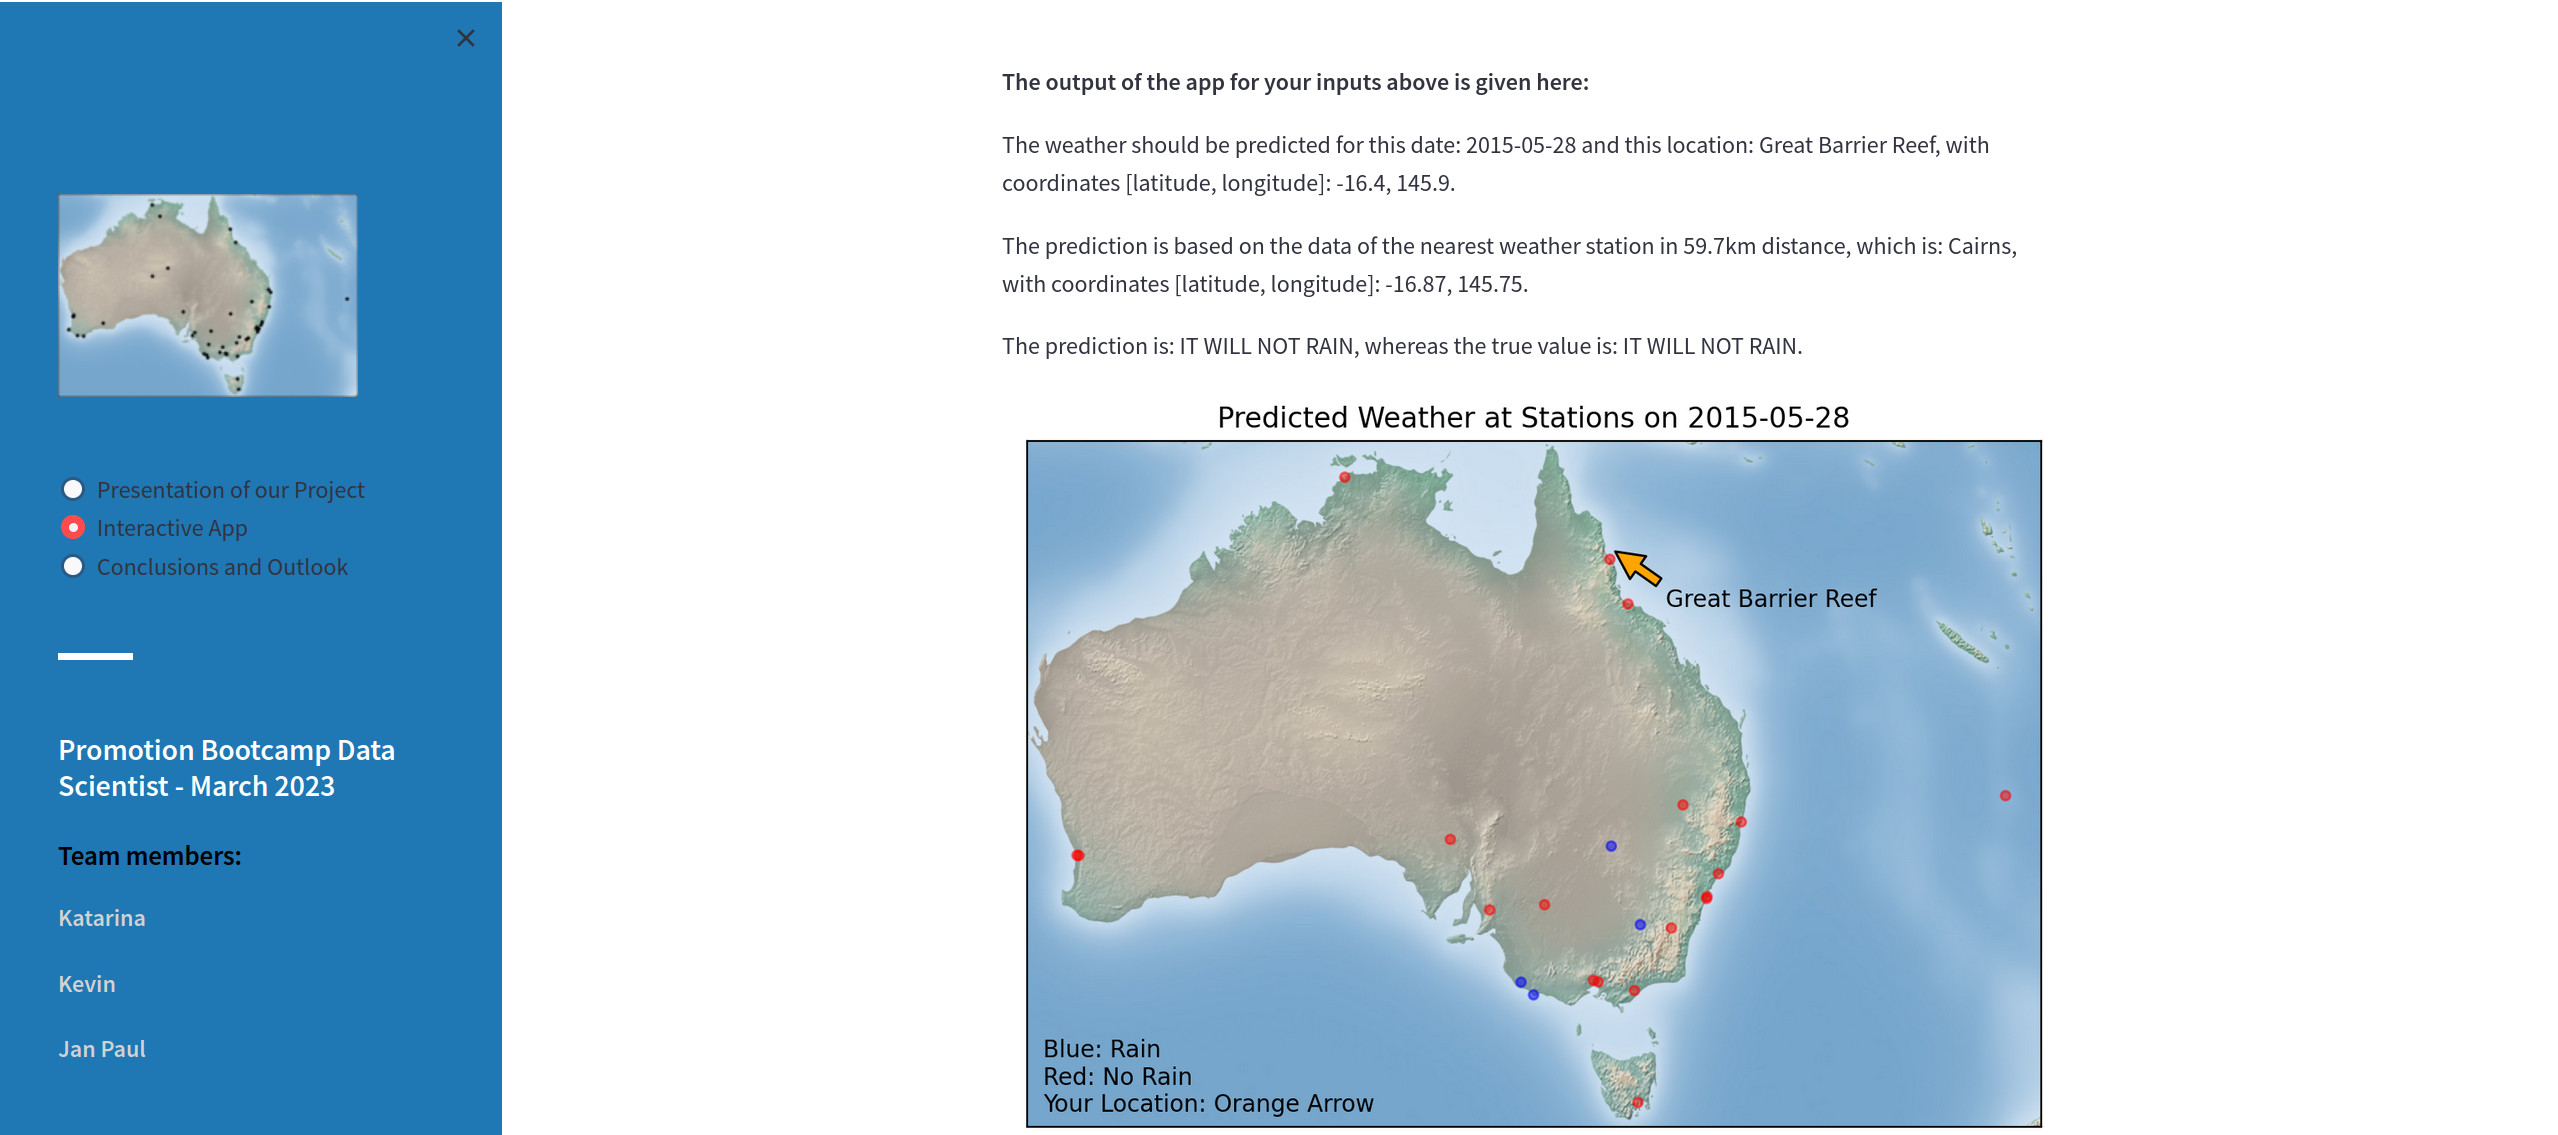 Presentation of our Project
Interactive App
Conclusions and Outlook
Promotion Bootcamp Data
Scientist - March 2023
Team members:
Katarina
Kevin
Jan Paul
The output of the app for your inputs above is given here:
The weather should be predicted for this date: 2015-05-28 and this location: Great Barrier Reef, with
coordinates [latitude, longitude]: -16.4, 145.9.
The prediction is based on the data of the nearest weather station in 59.7km distance, which is: Cairns,
with coordinates [latitude, longitude]: -16.87, 145.75.
The prediction is: IT WILL NOT RAIN, whereas the true value is: IT WILL NOT RAIN.
Predicted Weather at Stations on 2015-05-28
Great Barrier Reef
Blue: Rain
Red: No Rain
Your Location: Orange Arrow